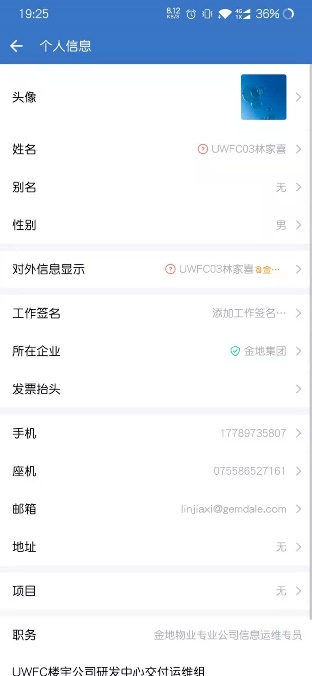 19:25
8.12 KB/S
4G 1X
36%
个人信息
头像
姓名 UWFC03林家喜
别名 无
性别 男
对外信息显示 UWFC03林家喜@金…
工作签名 添加工作签名…
所在企业 金地集团
发票抬头
手机 17789735807
座机 075586527161
邮箱 linjiaxi@gemdale.com
地址 无
项目 无
职务 金地物业专业公司信息运维专员
UWFC楼宇公司研发中心交付运维组